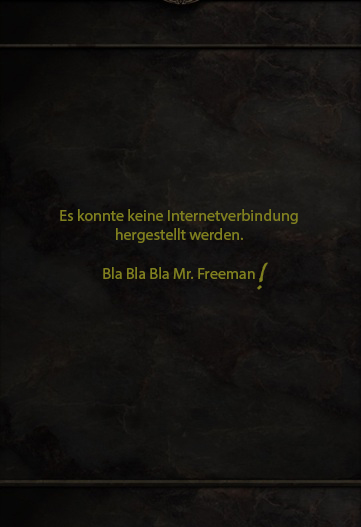 Es konnte keine Internetverbindung
hergestellt werden.
Bla Bla Bla Mr. Freeman!